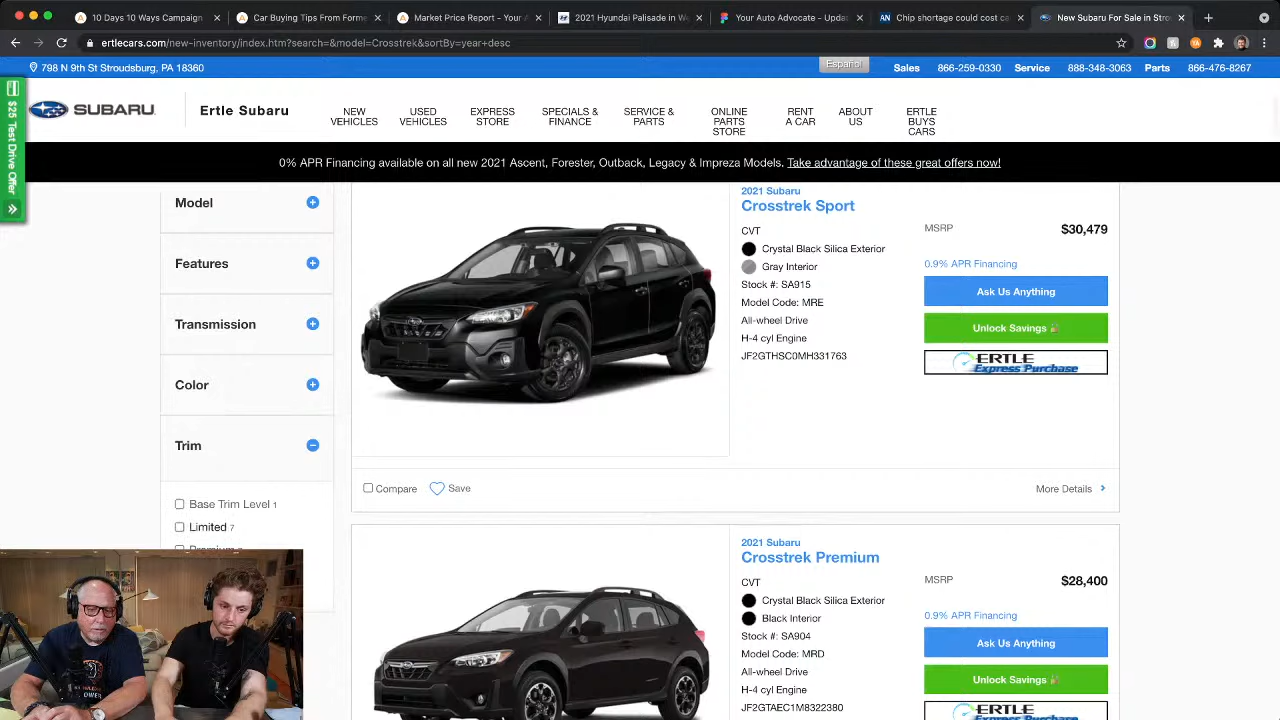 10 Days 10 Ways Campaign
Car Buying Tips From Forme
Market Price Report - Your A
2021 Hyundai Palisade in We
Your Auto Advocate - Updat
Chip shortage could cost ca
New Subaru For Sale in Stro
ertlecars.com/new-inventory/index.htm?search=&model=Crosstrek&sortBy=year+desc
798 N 9th St Stroudsburg, PA 18360
Español
Sales 866-259-0330 Service 888-348-3063 Parts 866-476-8267
$25 Test Drive Offer
SUBARU
Ertle Subaru
NEW VEHICLES
USED VEHICLES
EXPRESS STORE
SPECIALS & FINANCE
SERVICE & PARTS
ONLINE PARTS STORE
RENT A CAR
ABOUT US
ERTLE BUYS CARS
0% APR Financing available on all new 2021 Ascent, Forester, Outback, Legacy & Impreza Models. Take advantage of these great offers now!
Model
Features
Transmission
Color
Trim
Base Trim Level 1
Limited 7
2021 Subaru
Crosstrek Sport
CVT
Crystal Black Silica Exterior
Gray Interior
Stock #: SA915
Model Code: MRE
All-wheel Drive
H-4 cyl Engine
JF2GTHSC0MH331763
MSRP $30,479
0.9% APR Financing
Ask Us Anything
Unlock Savings
ERTLE
Express Purchase
Compare
Save
More Details
2021 Subaru
Crosstrek Premium
CVT
Crystal Black Silica Exterior
Black Interior
Stock #: SA904
Model Code: MRD
All-wheel Drive
H-4 cyl Engine
JF2GTAEC1M8322380
MSRP $28,400
0.9% APR Financing
Ask Us Anything
Unlock Savings
ERTLE